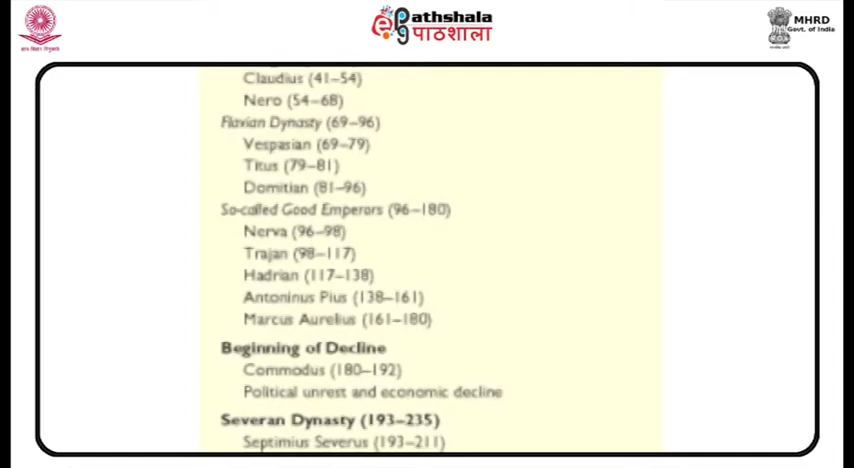 ePathshala
पाठशाला
MHRD
Govt. of India
Claudius (41–54)
Nero (54–68)
Flavian Dynasty (69–96)
Vespasian (69–79)
Titus (79–81)
Domitian (81–96)
So-called Good Emperors (96–180)
Nerva (96–98)
Trajan (98–117)
Hadrian (117–138)
Antoninus Pius (138–161)
Marcus Aurelius (161–180)
Beginning of Decline
Commodus (180–192)
Political unrest and economic decline
Severan Dynasty (193–235)
Septimius Severus (193–211)